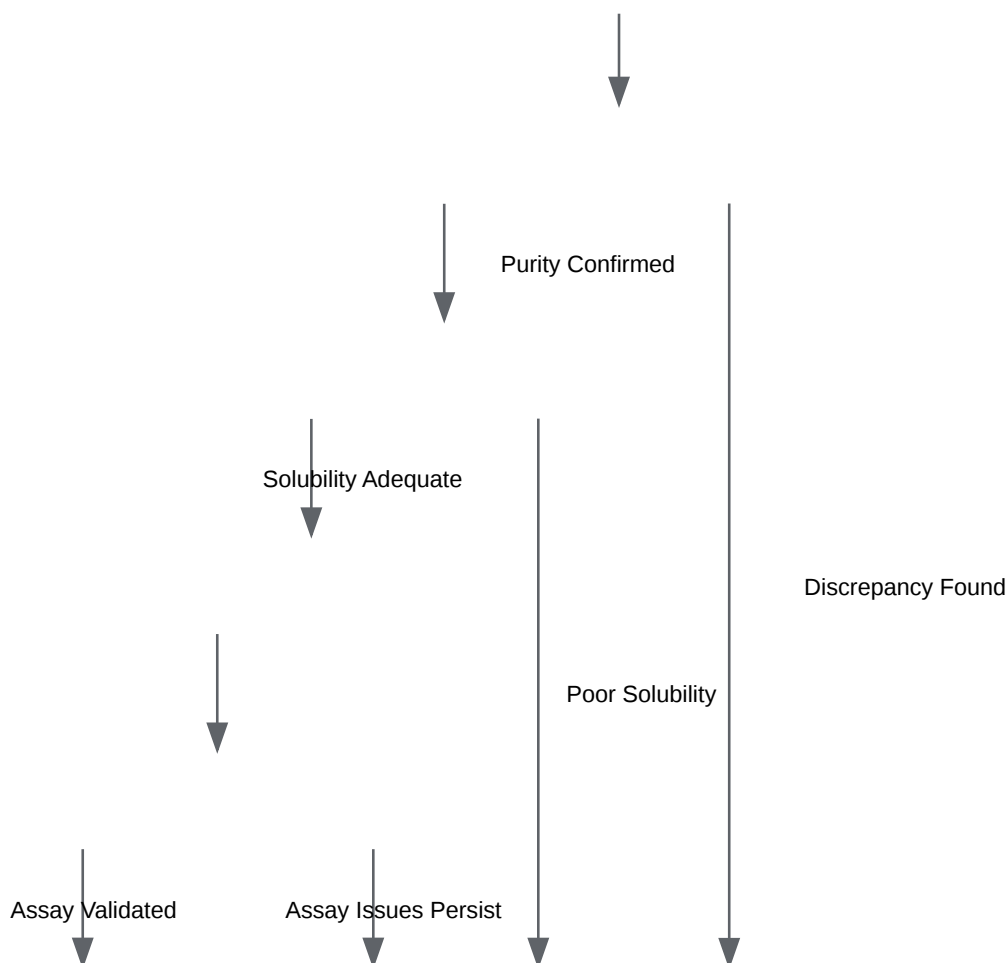 Purity Confirmed
Solubility Adequate
Discrepancy Found
Poor Solubility
Assay Validated
Assay Issues Persist